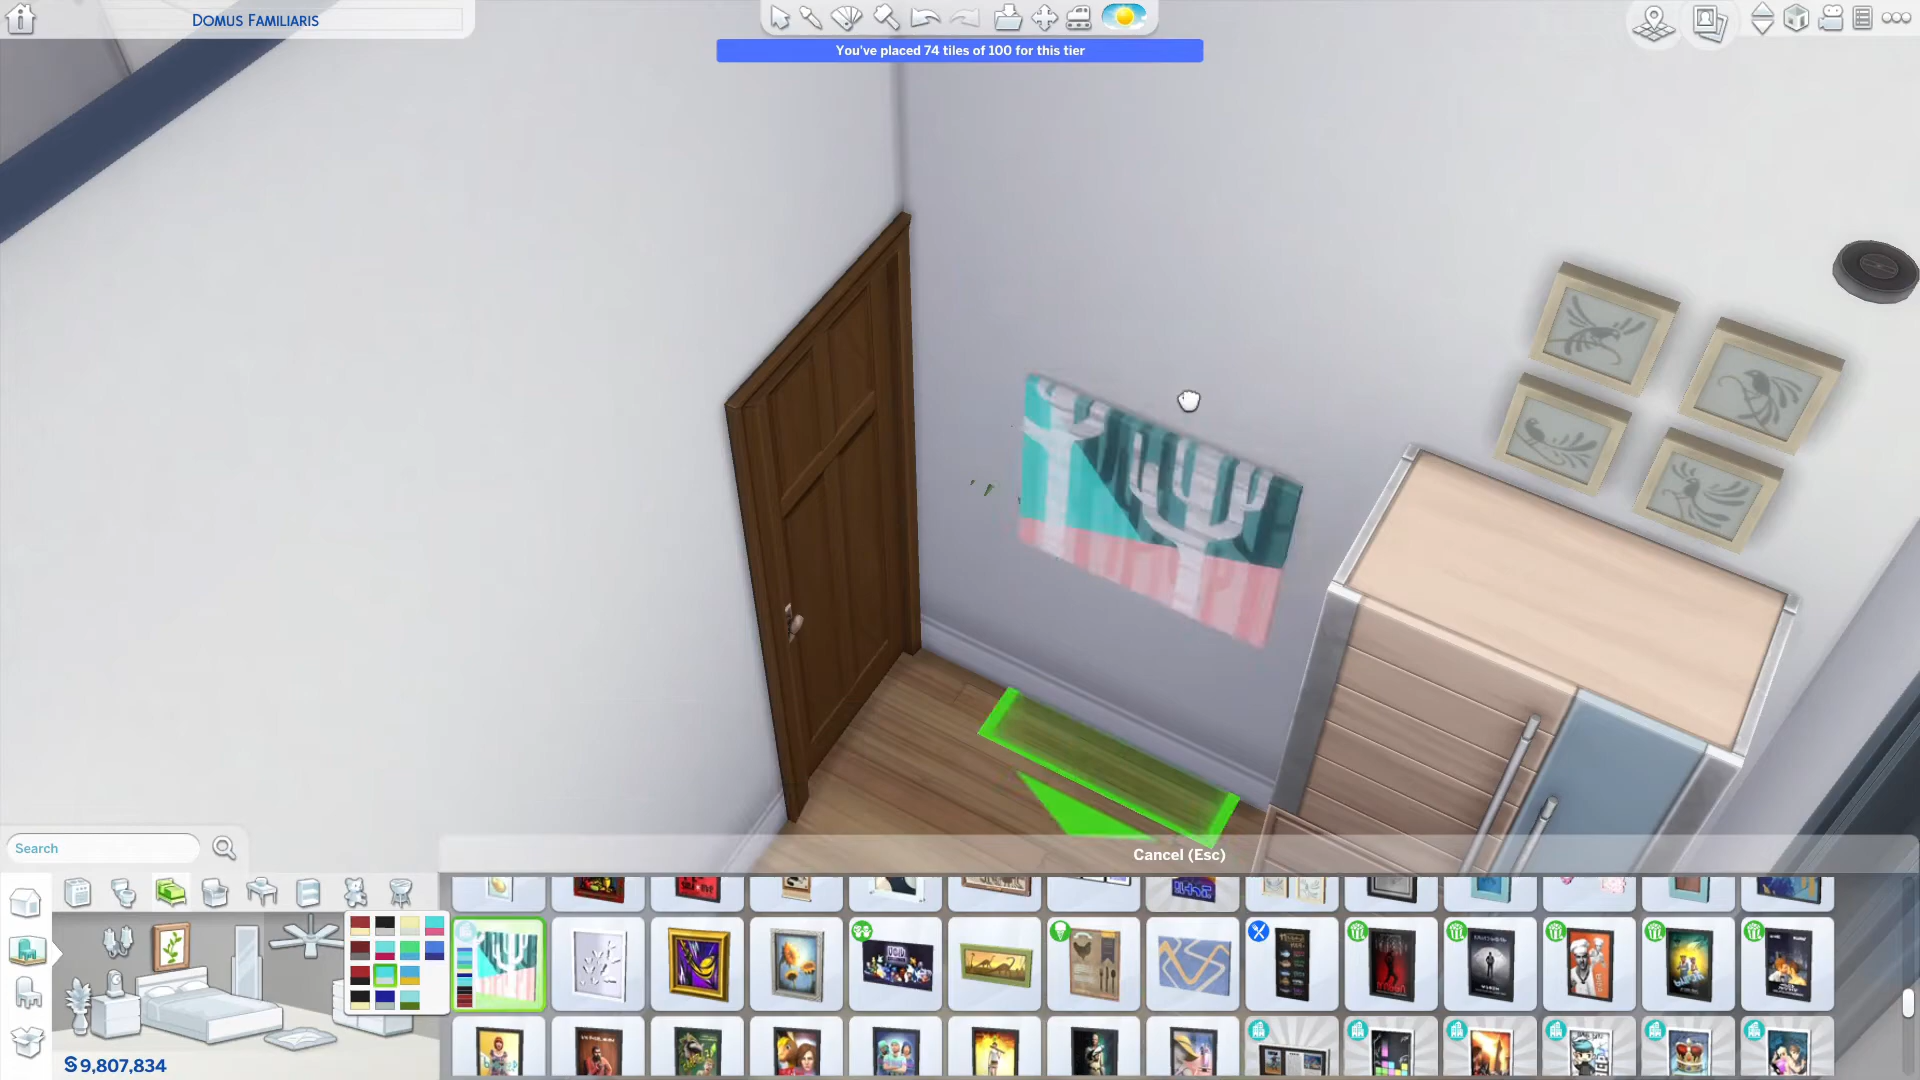 Domus Familiaris
You've placed 74 tiles of 100 for this tier
Cancel (Esc)
Search
§9,807,834